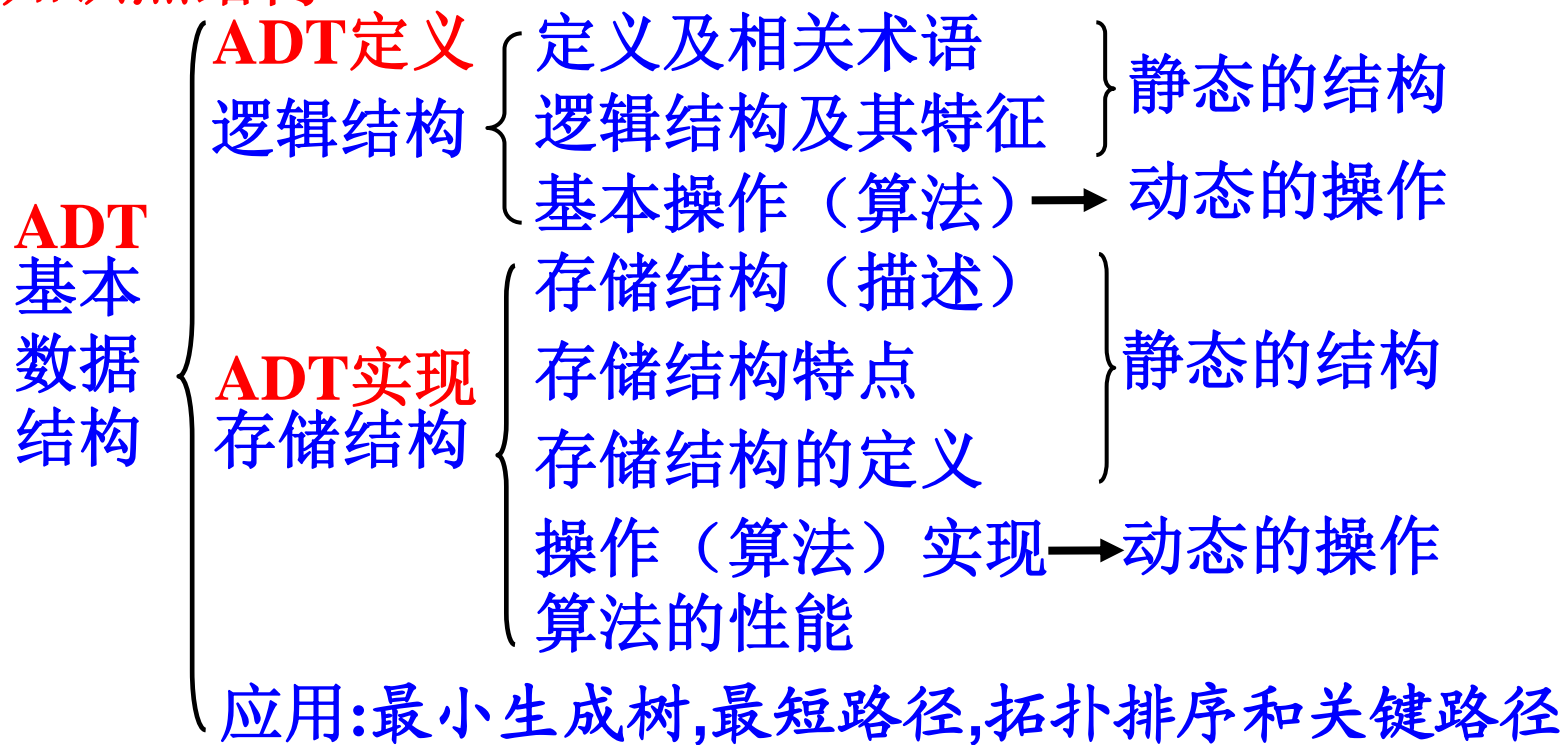 ADT基本数据结构
ADT定义
逻辑结构
定义及相关术语
逻辑结构及其特征
静态的结构
基本操作（算法）
动态的操作
ADT实现
存储结构
存储结构（描述）
存储结构特点
存储结构的定义
静态的结构
操作（算法）实现
动态的操作
算法的性能
应用:最小生成树,最短路径,拓扑排序和关键路径